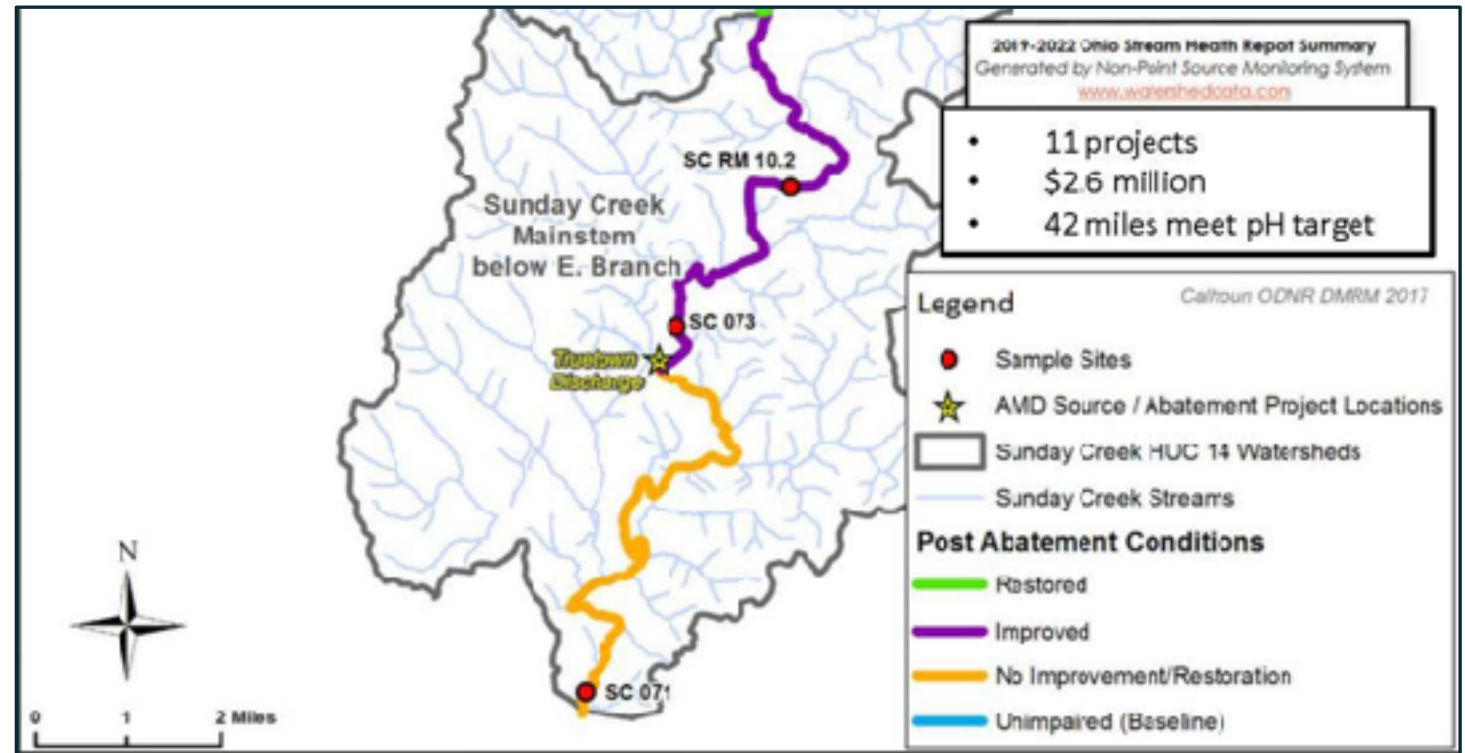 2019-2022 Ohio Stream Health Report Summary
Generated by Non-Point Source Monitoring System
www.watersheddata.com
• 11 projects
• $2.6 million
• 42 miles meet pH target
SC RM 10.2
Sunday Creek
Mainstem
below E. Branch
SC 073
Truetown
Discharge
SC 071
N
0 1 2 Miles
Legend
Calhoun ODNR DMRM 2017
Sample Sites
AMD Source / Abatement Project Locations
Sunday Creek HUC 14 Watersheds
Sunday Creek Streams
Post Abatement Conditions
Restored
Improved
No Improvement/Restoration
Unimpaired (Baseline)